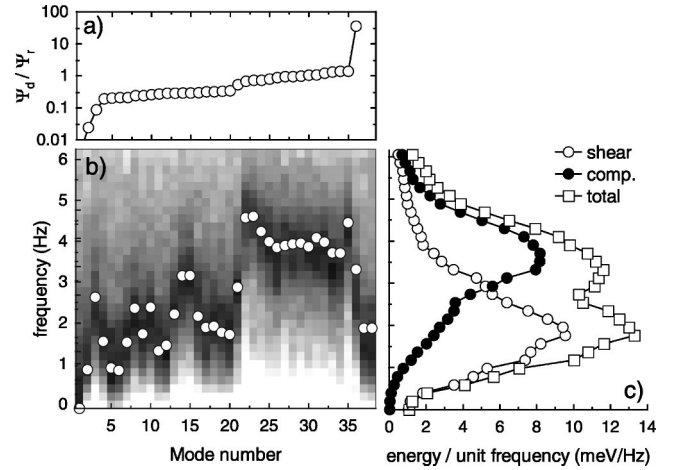 a)
Ψd / Ψr
100
10
1
0.1
0.01
b)
frequency (Hz)
6
5
4
3
2
1
0
0 5 10 15 20 25 30 35
Mode number
shear
comp.
total
c)
0 2 4 6 8 10 12 14
energy / unit frequency (meV/Hz)